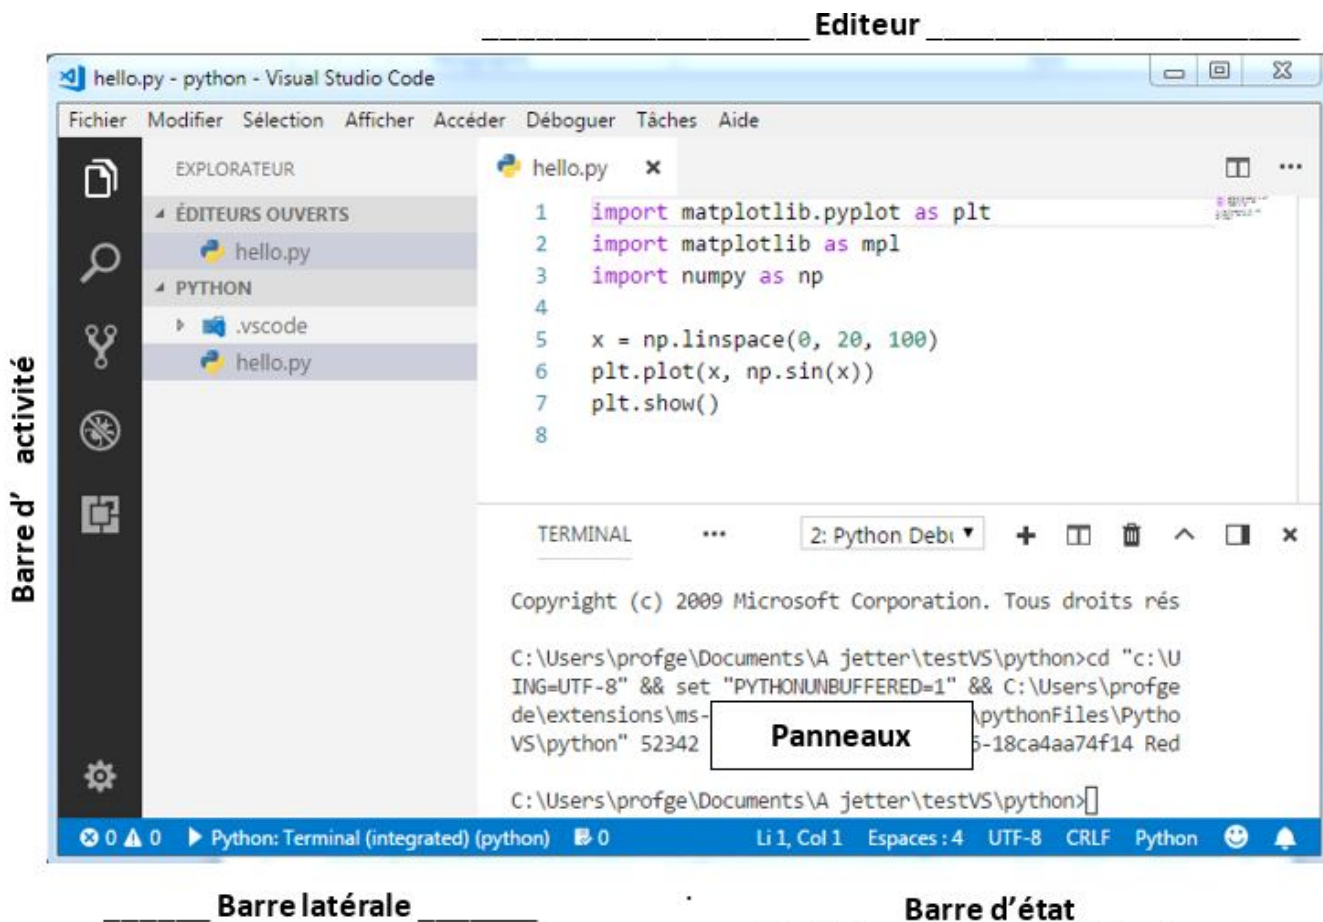 Editeur
hello.py - python - Visual Studio Code
Fichier Modifier Sélection Afficher Accéder Déboguer Tâches Aide
EXPLORATEUR
ÉDITEURS OUVERTS
hello.py
PYTHON
.vscode
hello.py
hello.py
1 import matplotlib.pyplot as plt
2 import matplotlib as mpl
3 import numpy as np
4
5 x = np.linspace(0, 20, 100)
6 plt.plot(x, np.sin(x))
7 plt.show()
8
Barre d’ activité
TERMINAL ... 2: Python Deb
Copyright (c) 2009 Microsoft Corporation. Tous droits rés
C:\Users\profge\Documents\A jetter\testVS\python>cd "c:\U
ING=UTF-8" && set "PYTHONUNBUFFERED=1" && C:\Users\profge
de\extensions\ms- \pythonFiles\Pytho
VS\python" 52342 -18ca4aa74f14 Red
Panneaux
C:\Users\profge\Documents\A jetter\testVS\python>
0 0 Python: Terminal (integrated) (python) 0 Li 1, Col 1 Espaces : 4 UTF-8 CRLF Python
Barre latérale
Barre d’état